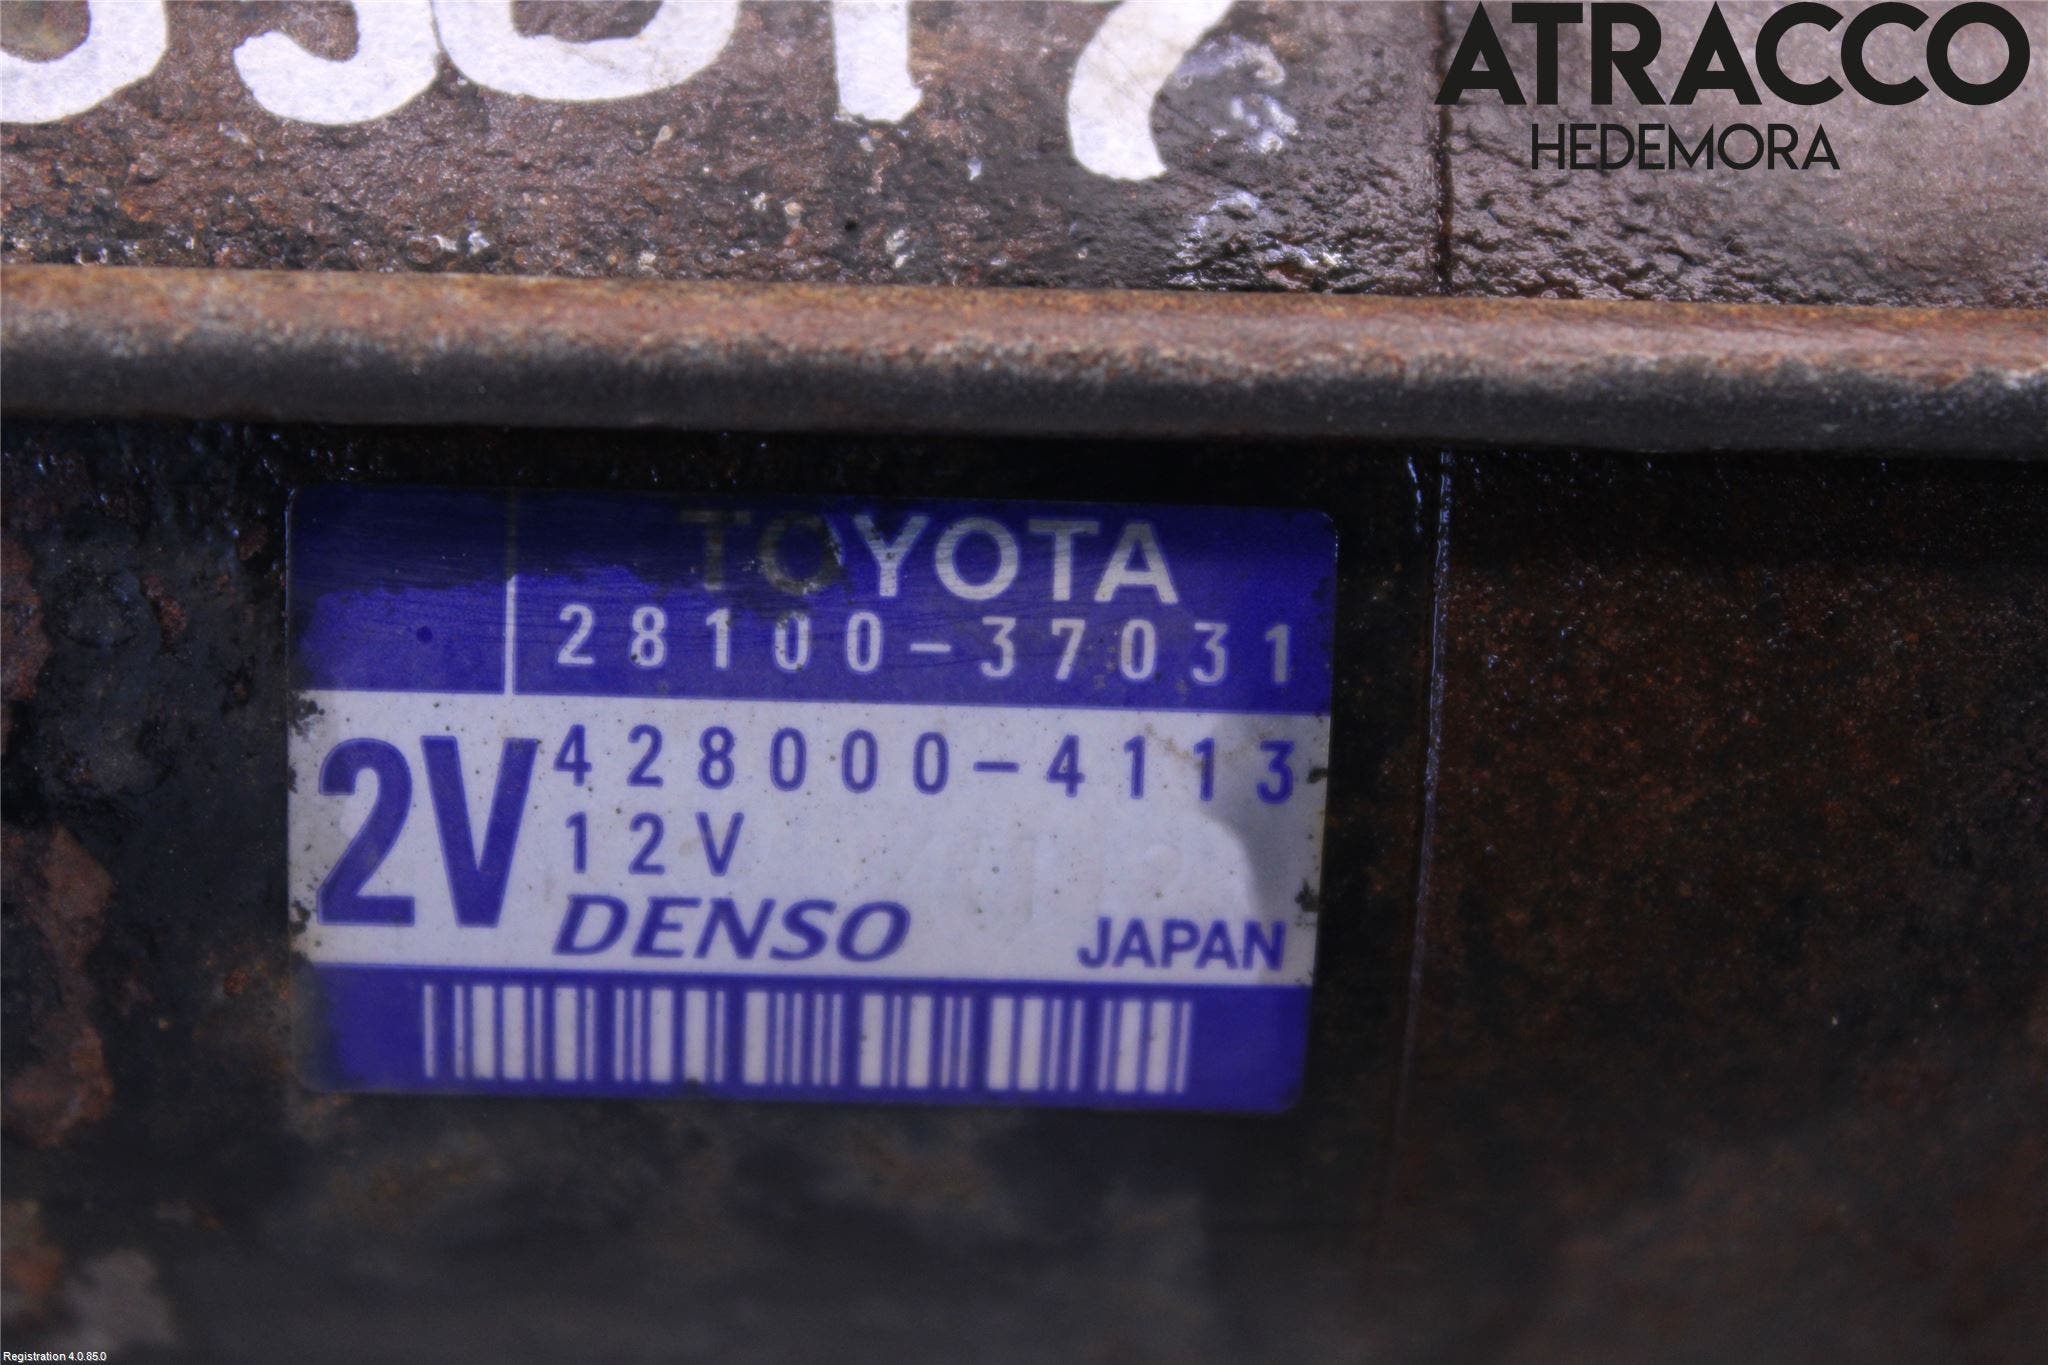 ATRACCO
HEDEMORA
TOYOTA
28100-37031
2V
428000-4113
12V
DENSO JAPAN
Registration 4.0.85.0